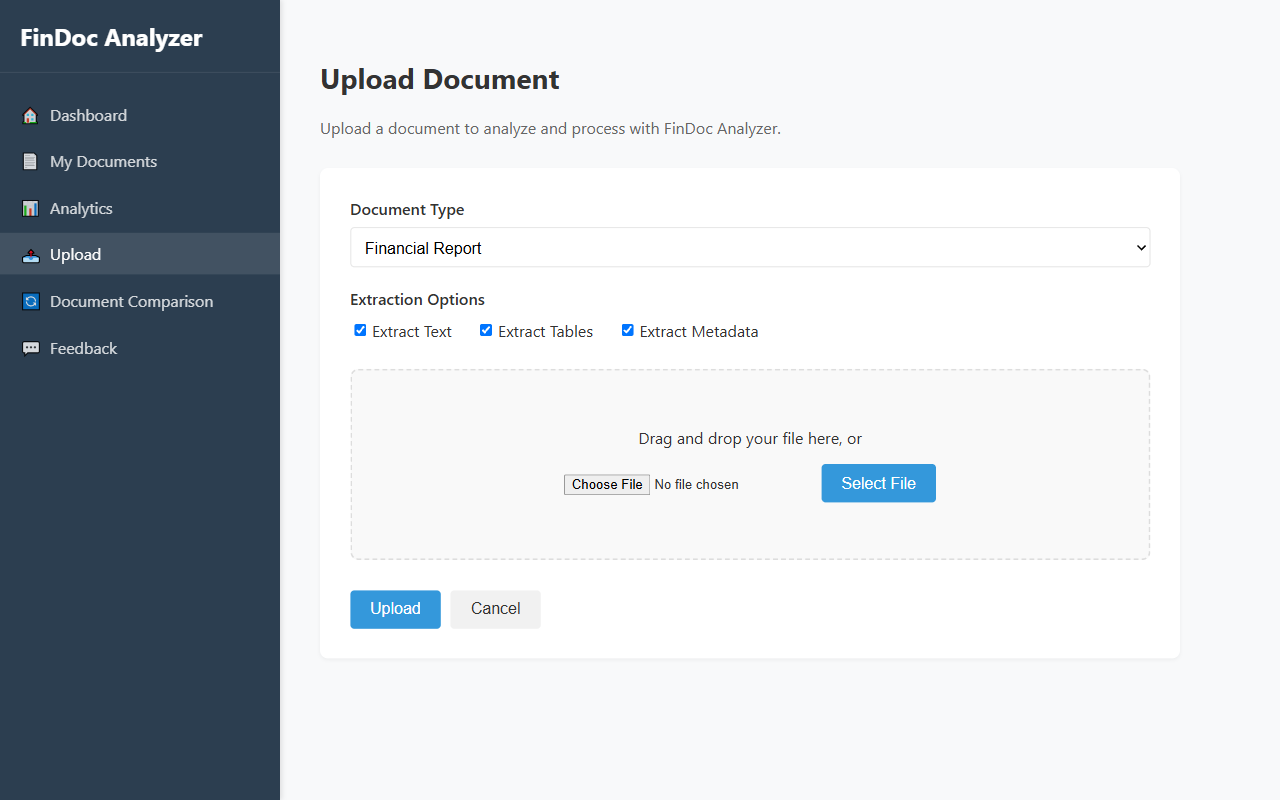 FinDoc Analyzer
Dashboard
My Documents
Analytics
Upload
Document Comparison
Feedback
Upload Document
Upload a document to analyze and process with FinDoc Analyzer.
Document Type
Financial Report
Extraction Options
Extract Text Extract Tables Extract Metadata
Drag and drop your file here, or
Choose File No file chosen Select File
Upload Cancel